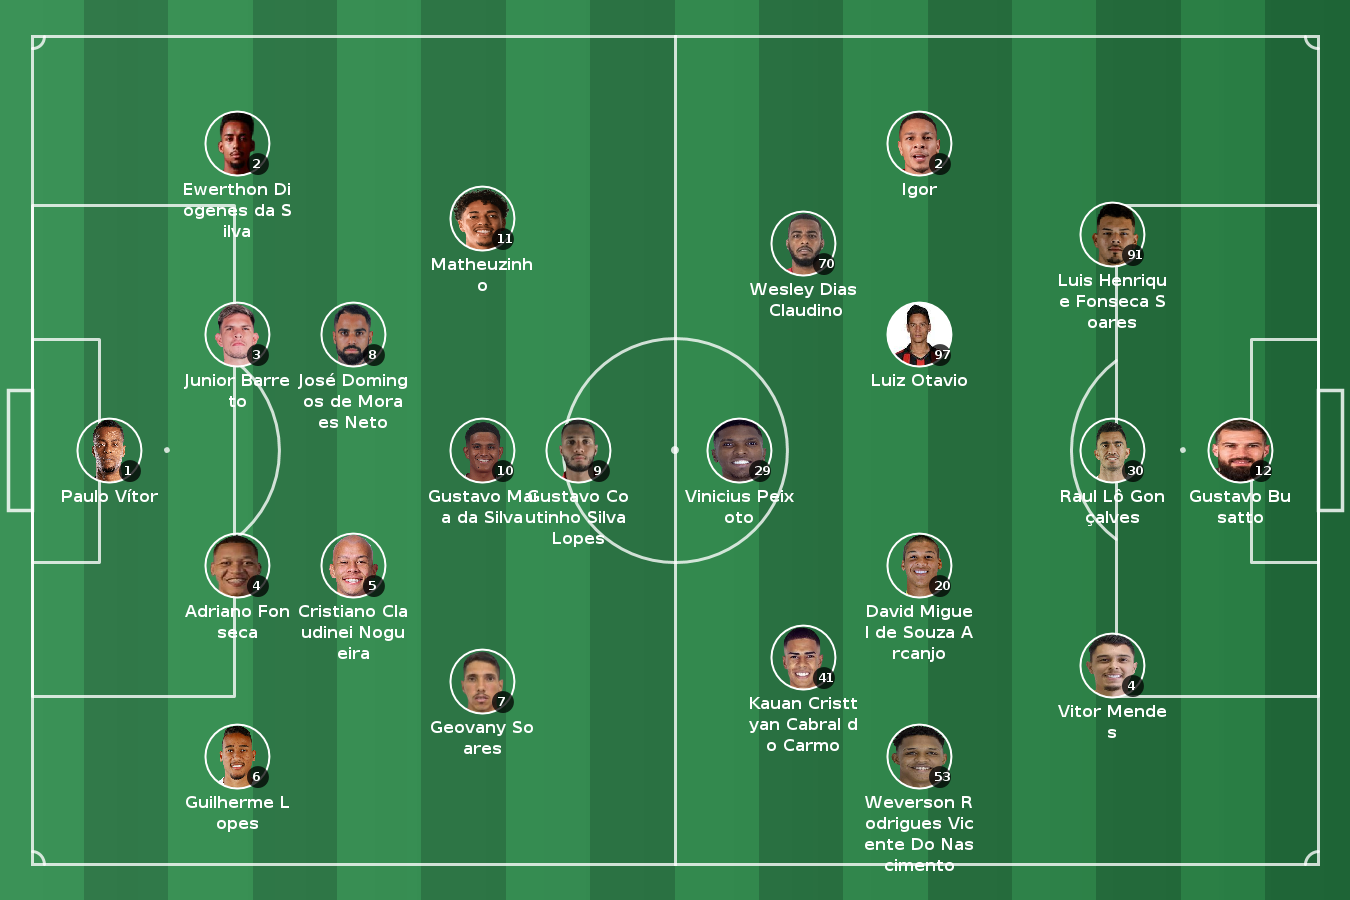 2
Ewerthon Di
ogenes da S
ilva
11
Matheuzinh
o
3
Junior Barre
to
8
José Doming
os de Mora
es Neto
1
Paulo Vítor
10
Gustavo Ma
a da Silva
9
Gustavo Co
utinho Silva
Lopes
4
Adriano Fon
seca
5
Cristiano Cla
udinei Nogu
eira
7
Geovany So
ares
6
Guilherme L
opes
2
Igor
70
Wesley Dias
Claudino
91
Luis Henriqu
e Fonseca S
oares
97
Luiz Otavio
29
Vinicius Peix
oto
30
Raul Lô Gon
çalves
12
Gustavo Bu
satto
20
David Migue
l de Souza A
rcanjo
41
Kauan Cristt
yan Cabral d
o Carmo
4
Vitor Mende
s
53
Weverson R
odrigues Vic
ente Do Nas
cimento